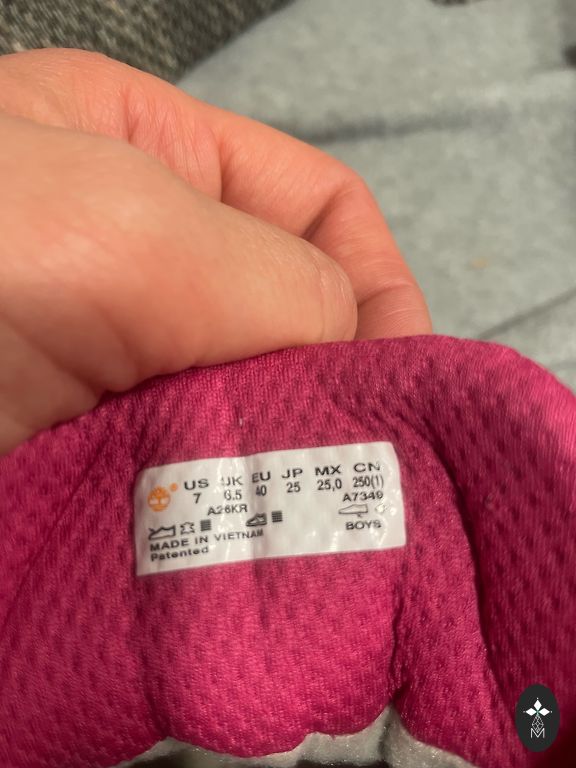 US UK EU JP MX CN
7 6.5 40 25 25,0 250(1)
A26KR A7349
MADE IN VIETNAM BOYS
Patented
M